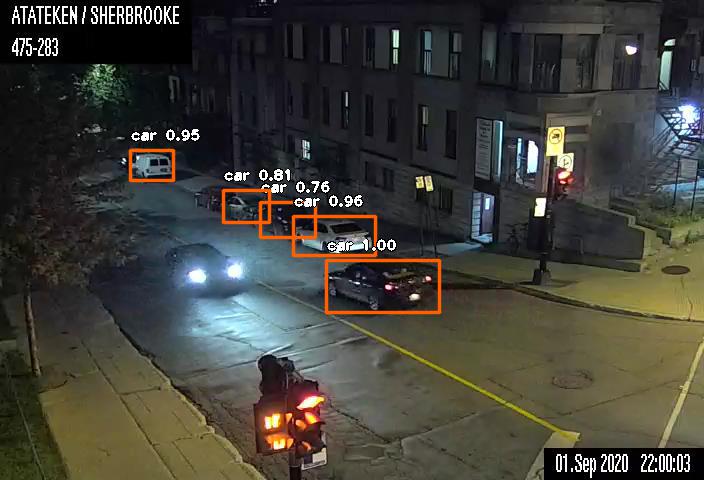 ATATEKEN / SHERBROOKE
475-283
car 0.95
car 0.81
car 0.76
car 0.96
car 1.00
01.Sep 2020 22:00:03